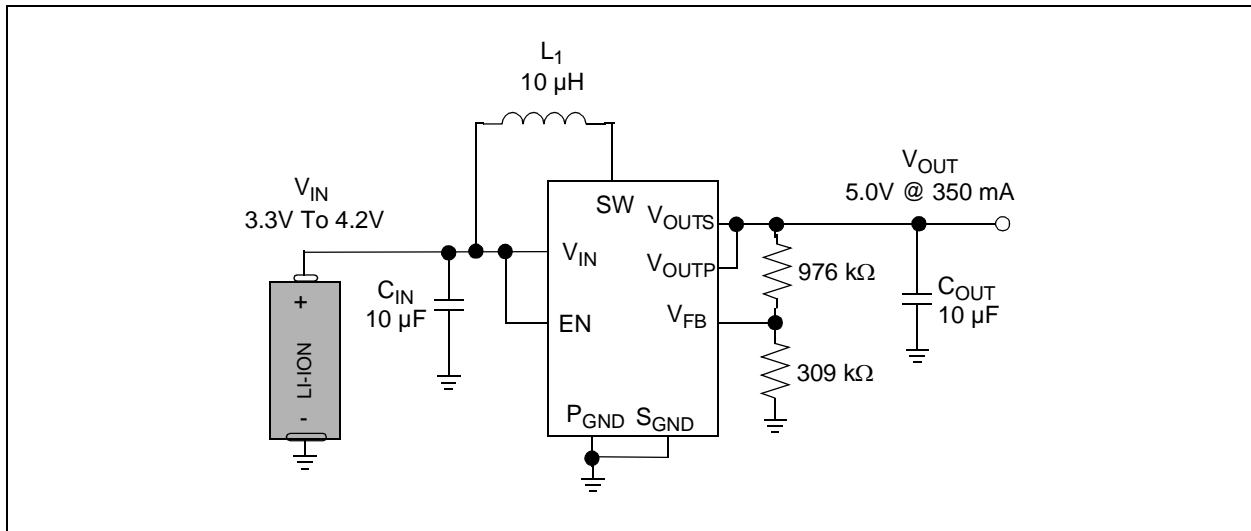 L1
10 µH
VIN
3.3V To 4.2V
VOUT
5.0V @ 350 mA
SW
VOUTS
VIN
VOUTP
976 kΩ
CIN
10 µF
COUT
10 µF
VFB
EN
+
LI-ION
-
309 kΩ
PGND
SGND